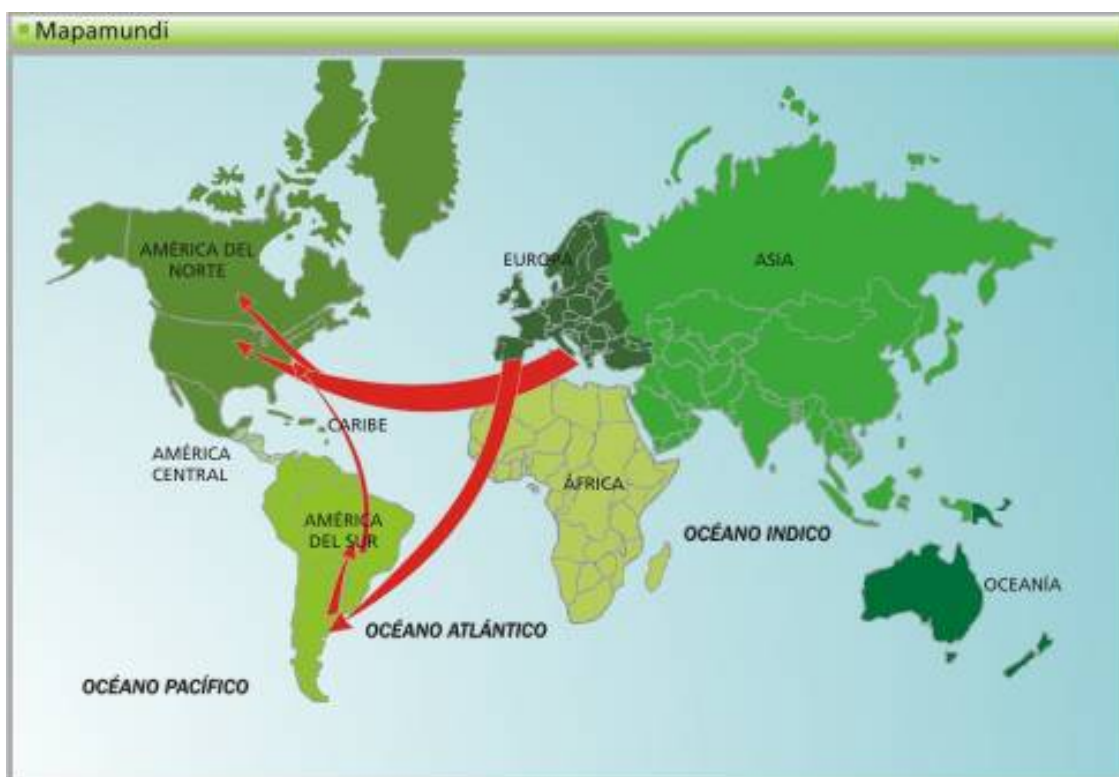 Mapamundi
AMÉRICA DEL
NORTE
EUROPA
ASIA
CARIBE
AMÉRICA
CENTRAL
ÁFRICA
AMÉRICA
DEL SUR
OCÉANO INDICO
OCEANÍA
OCÉANO ATLÁNTICO
OCÉANO PACÍFICO